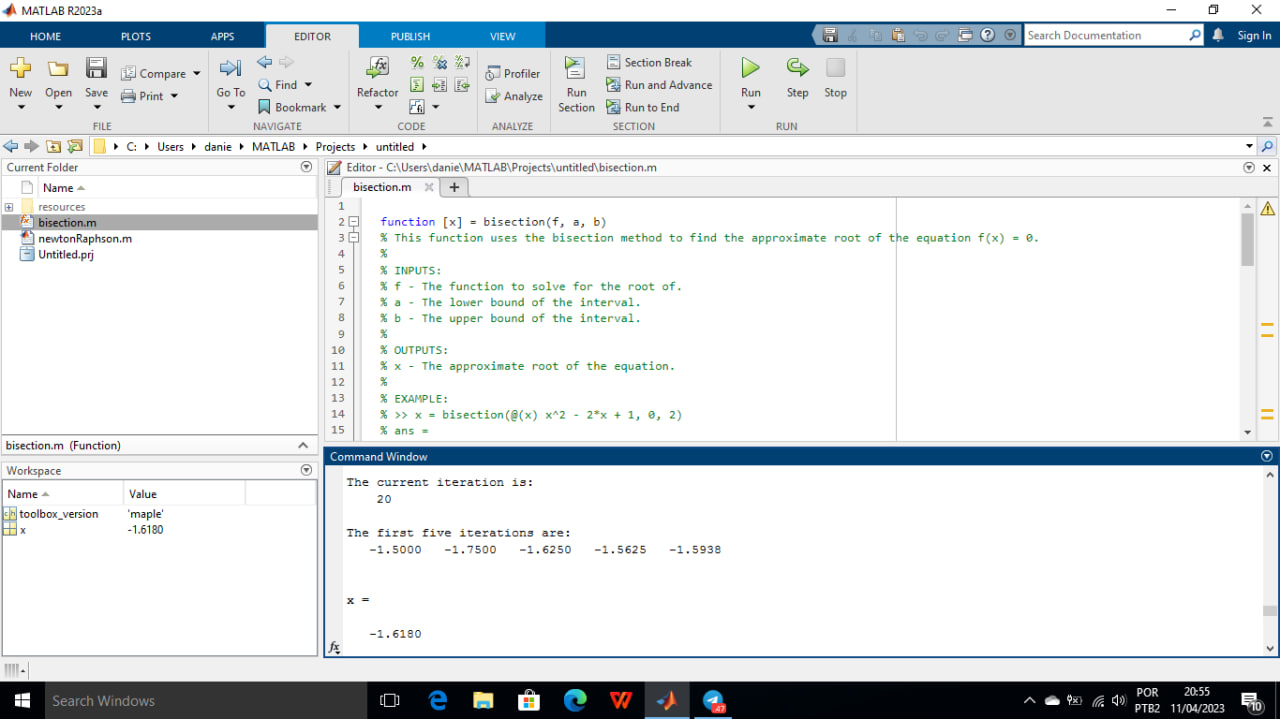 MATLAB R2023a
HOME PLOTS APPS EDITOR PUBLISH VIEW Search Documentation Sign In
New Open Save Compare Print Go To Find Bookmark Refactor Profiler Analyze Run Section Section Break Run and Advance Run to End Run Step Stop
FILE NAVIGATE CODE ANALYZE SECTION RUN
C: Users danie MATLAB Projects untitled
Current Folder
Name
resources
bisection.m
newtonRaphson.m
Untitled.prj
bisection.m (Function)
Workspace
Name Value
toolbox_version 'maple'
x -1.6180
Editor - C:\Users\danie\MATLAB\Projects\untitled\bisection.m
bisection.m
1
2 function [x] = bisection(f, a, b)
3 % This function uses the bisection method to find the approximate root of the equation f(x) = 0.
4 %
5 % INPUTS:
6 % f - The function to solve for the root of.
7 % a - The lower bound of the interval.
8 % b - The upper bound of the interval.
9 %
10 % OUTPUTS:
11 % x - The approximate root of the equation.
12 %
13 % EXAMPLE:
14 % >> x = bisection(@(x) x^2 - 2*x + 1, 0, 2)
15 % ans =
Command Window
The current iteration is:
20
The first five iterations are:
-1.5000 -1.7500 -1.6250 -1.5625 -1.5938
x =
-1.6180
fx
Search Windows
47
POR
PTB2
20:55
11/04/2023
10